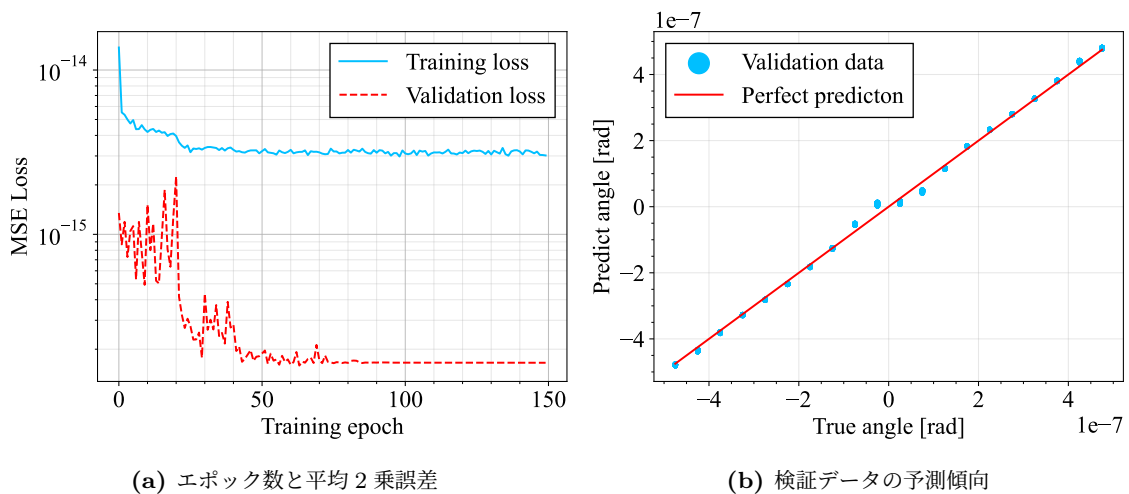 1e−7
10⁻¹⁴
10⁻¹⁵
MSE Loss
Training loss
Validation loss
0
50
100
150
Training epoch
4
2
0
−2
−4
Predict angle [rad]
Validation data
Perfect predicton
−4
−2
0
2
4
True angle [rad]
1e−7
(a) エポック数と平均 2 乗誤差
(b) 検証データの予測傾向